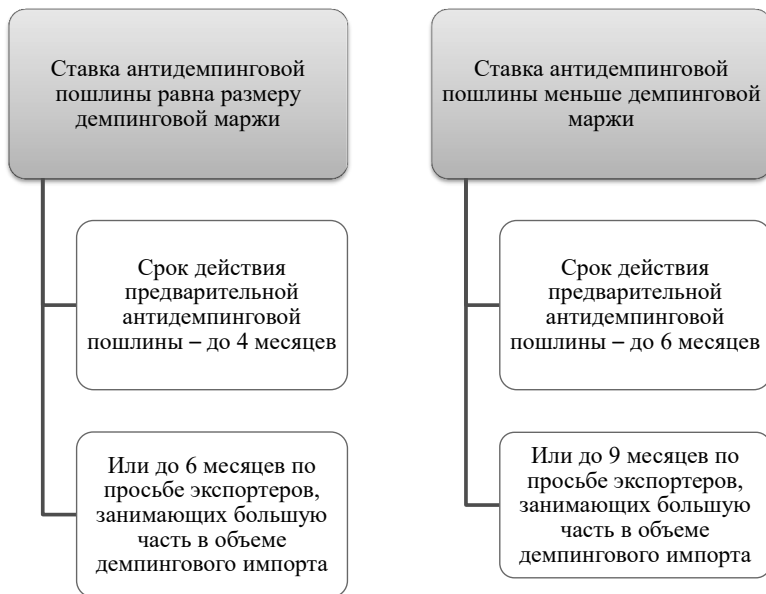 Ставка антидемпинговой
пошлины равна размеру
демпинговой маржи
Срок действия
предварительной
антидемпинговой
пошлины – до 4 месяцев
Или до 6 месяцев по
просьбе экспортеров,
занимающих большую
часть в объеме
демпингового импорта
Ставка антидемпинговой
пошлины меньше демпинговой
маржи
Срок действия
предварительной
антидемпинговой
пошлины – до 6 месяцев
Или до 9 месяцев по
просьбе экспортеров,
занимающих большую
часть в объеме
демпингового импорта